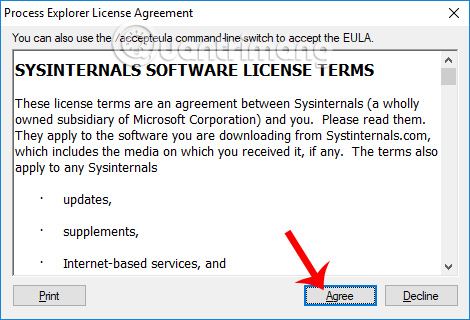 Process Explorer License Agreement
You can also use the /accepteula command-line switch to accept the EULA.
@dantrimang
SYSINTERNALS SOFTWARE LICENSE TERMS
These license terms are an agreement between Sysinternals (a wholly
owned subsidiary of Microsoft Corporation) and you. Please read them.
They apply to the software you are downloading from Systinternals.com,
which includes the media on which you received it, if any. The terms also
apply to any Sysinternals
· updates,
· supplements,
· Internet-based services, and
Print Agree Decline